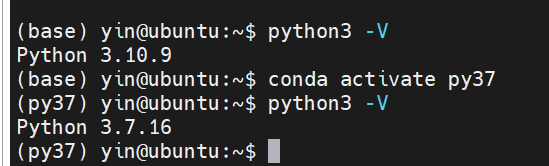 (base) yin@ubuntu:~$ python3 -V
Python 3.10.9
(base) yin@ubuntu:~$ conda activate py37
(py37) yin@ubuntu:~$ python3 -V
Python 3.7.16
(py37) yin@ubuntu:~$